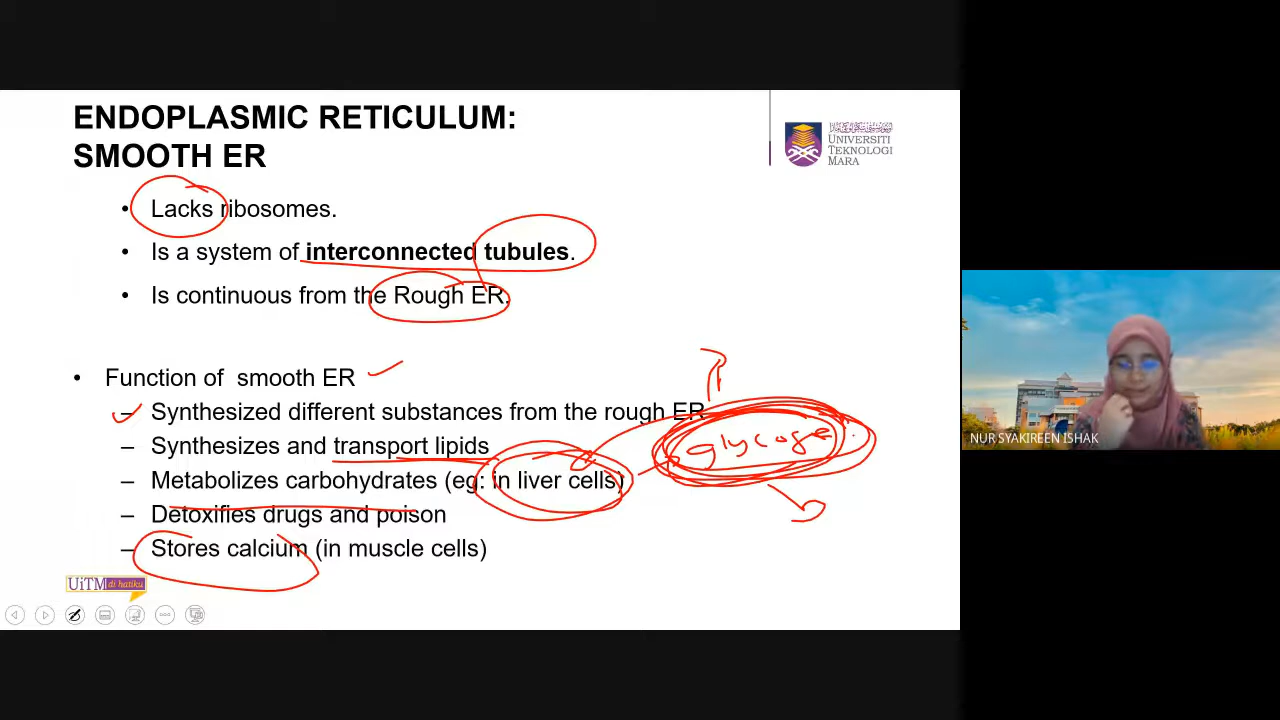 ENDOPLASMIC RETICULUM:
SMOOTH ER
UNIVERSITI
TEKNOLOGI
MARA
• Lacks ribosomes.
• Is a system of interconnected tubules.
• Is continuous from the Rough ER.
• Function of smooth ER
– Synthesized different substances from the rough ER
– Synthesizes and transport lipids
glycogen
– Metabolizes carbohydrates (eg: in liver cells)
– Detoxifies drugs and poison
– Stores calcium (in muscle cells)
UiTM di hatiku
NUR SYAKIREEN ISHAK